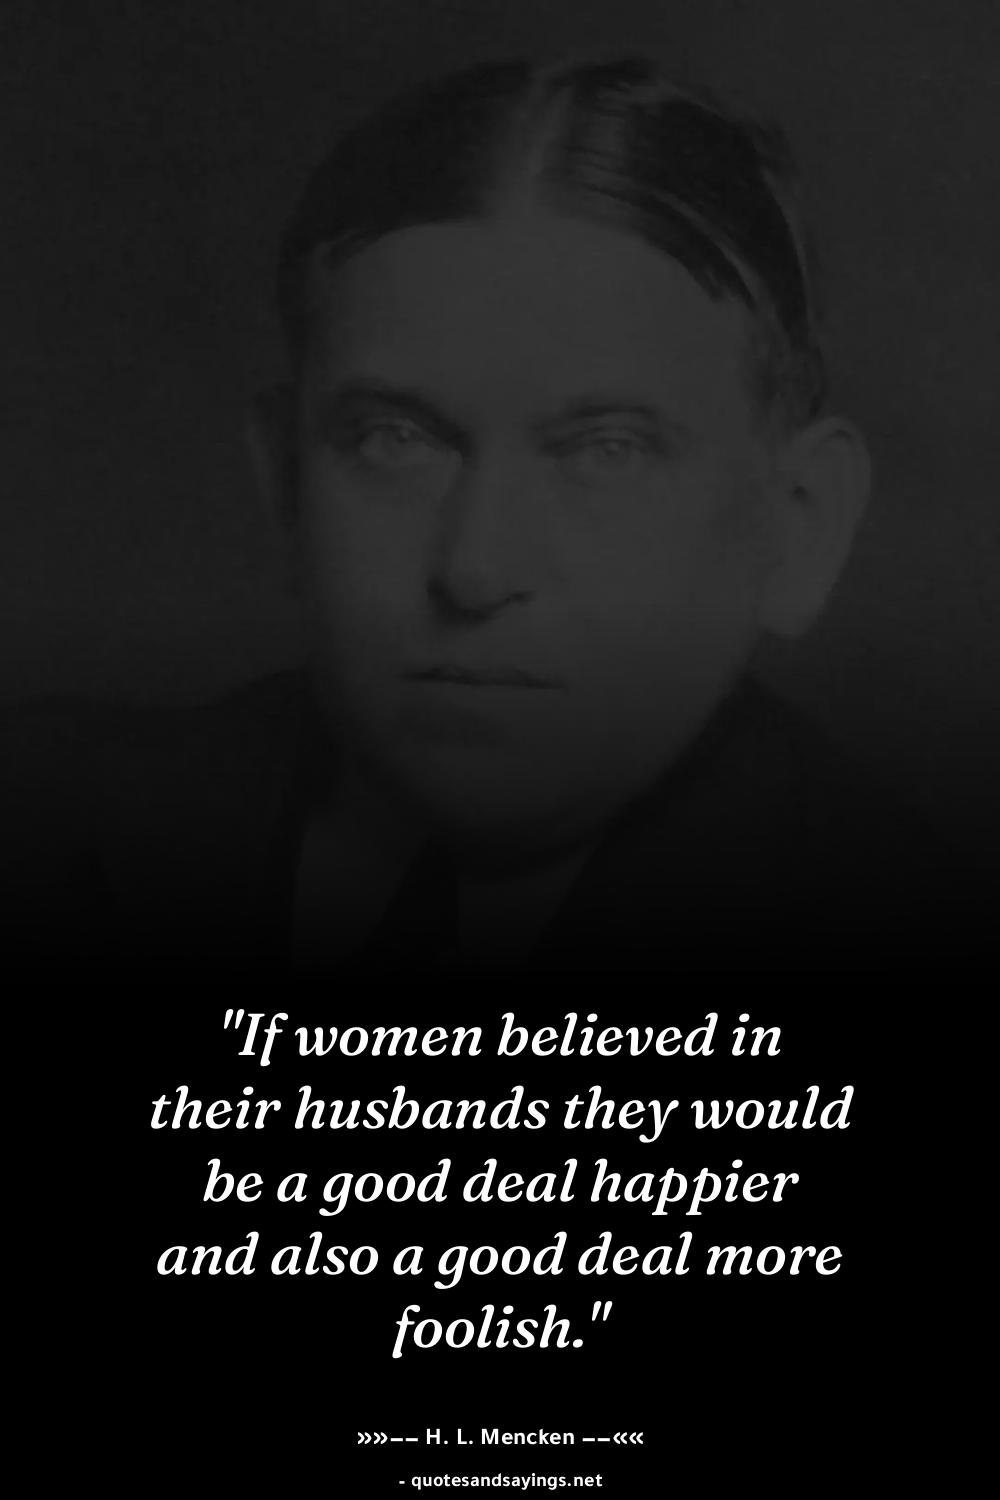 "If women believed in
their husbands they would
be a good deal happier
and also a good deal more
foolish."
»»−− H. L. Mencken −−««
- quotesandsayings.net